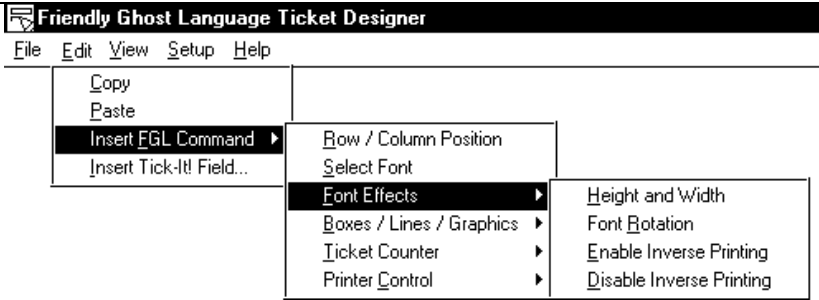 Friendly Ghost Language Ticket Designer
File Edit View Setup Help
Copy
Paste
Insert FGL Command
Insert Tick-It! Field...
Row / Column Position
Select Font
Font Effects
Boxes / Lines / Graphics
Ticket Counter
Printer Control
Height and Width
Font Rotation
Enable Inverse Printing
Disable Inverse Printing